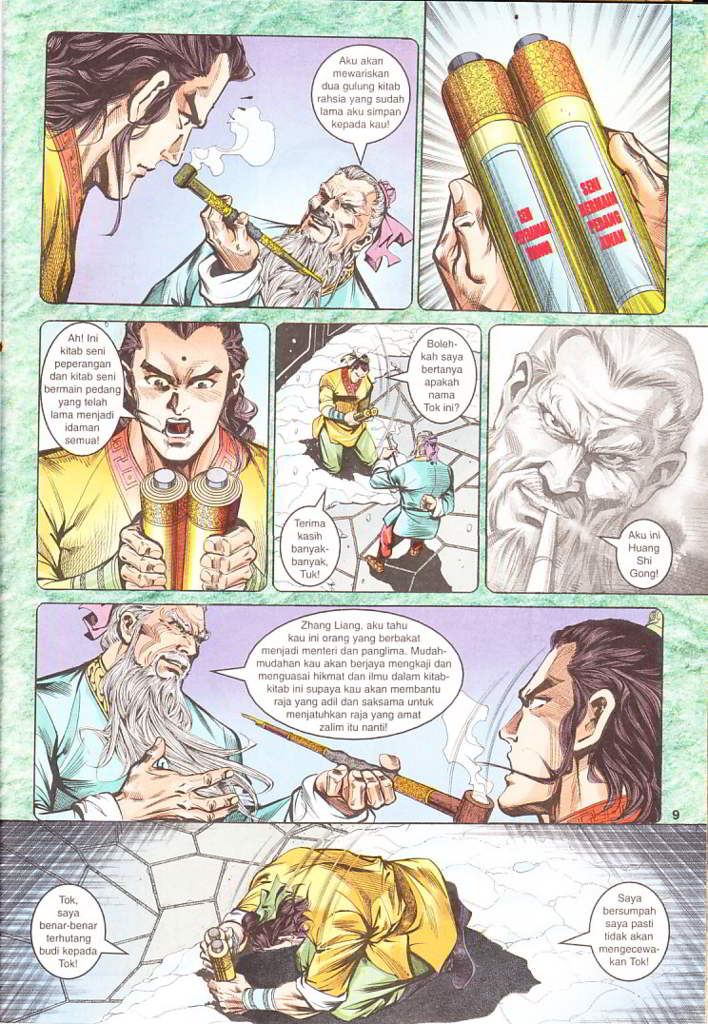 Aku akan
mewariskan
dua gulung kitab
rahsia yang sudah
lama aku simpan
kepada kau!
SENI
PEPERANGAN
SENI
BERMAIN
PEDANG
Ah! Ini
kitab seni
peperangan
dan kitab seni
bermain pedang
yang telah
lama menjadi
idaman
semua!
Boleh-
kah saya
bertanya
apakah
nama
Tok ini?
Terima
kasih
banyak-
banyak,
Tuk!
Aku ini
Huang
Shi
Gong!
Zhang Liang, aku tahu
kau ini orang yang berbakat
menjadi menteri dan panglima. Mudah-
mudahan kau akan berjaya mengkaji dan
menguasai hikmat dan ilmu dalam kitab-
kitab ini supaya kau akan membantu
raja yang adil dan saksama untuk
menjatuhkan raja yang amat
zalim itu nanti!
9
Tok,
saya
benar-benar
terhutang
budi kepada
Tok!
Saya
bersumpah
saya pasti
tidak akan
mengecewa-
kan Tok!